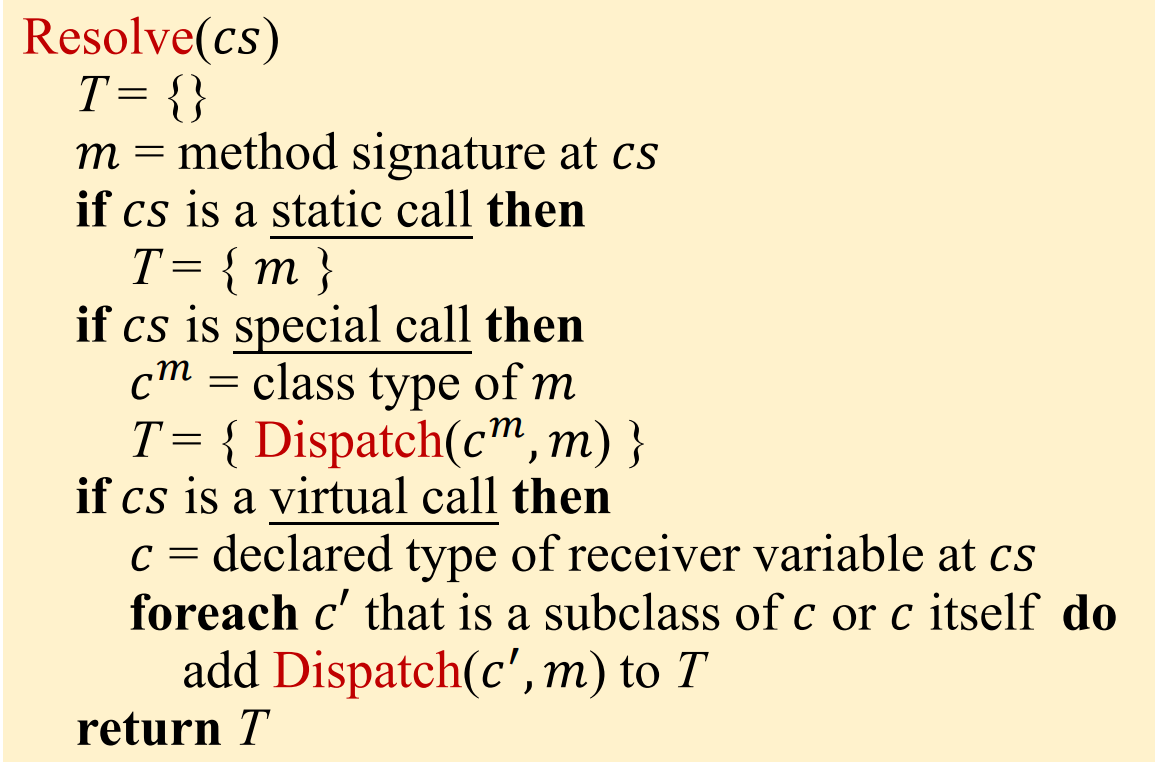 Resolve(cs)
T = {}
m = method signature at cs
if cs is a static call then
T = { m }
if cs is special call then
cᵐ = class type of m
T = { Dispatch(cᵐ, m) }
if cs is a virtual call then
c = declared type of receiver variable at cs
foreach c′ that is a subclass of c or c itself do
add Dispatch(c′, m) to T
return T